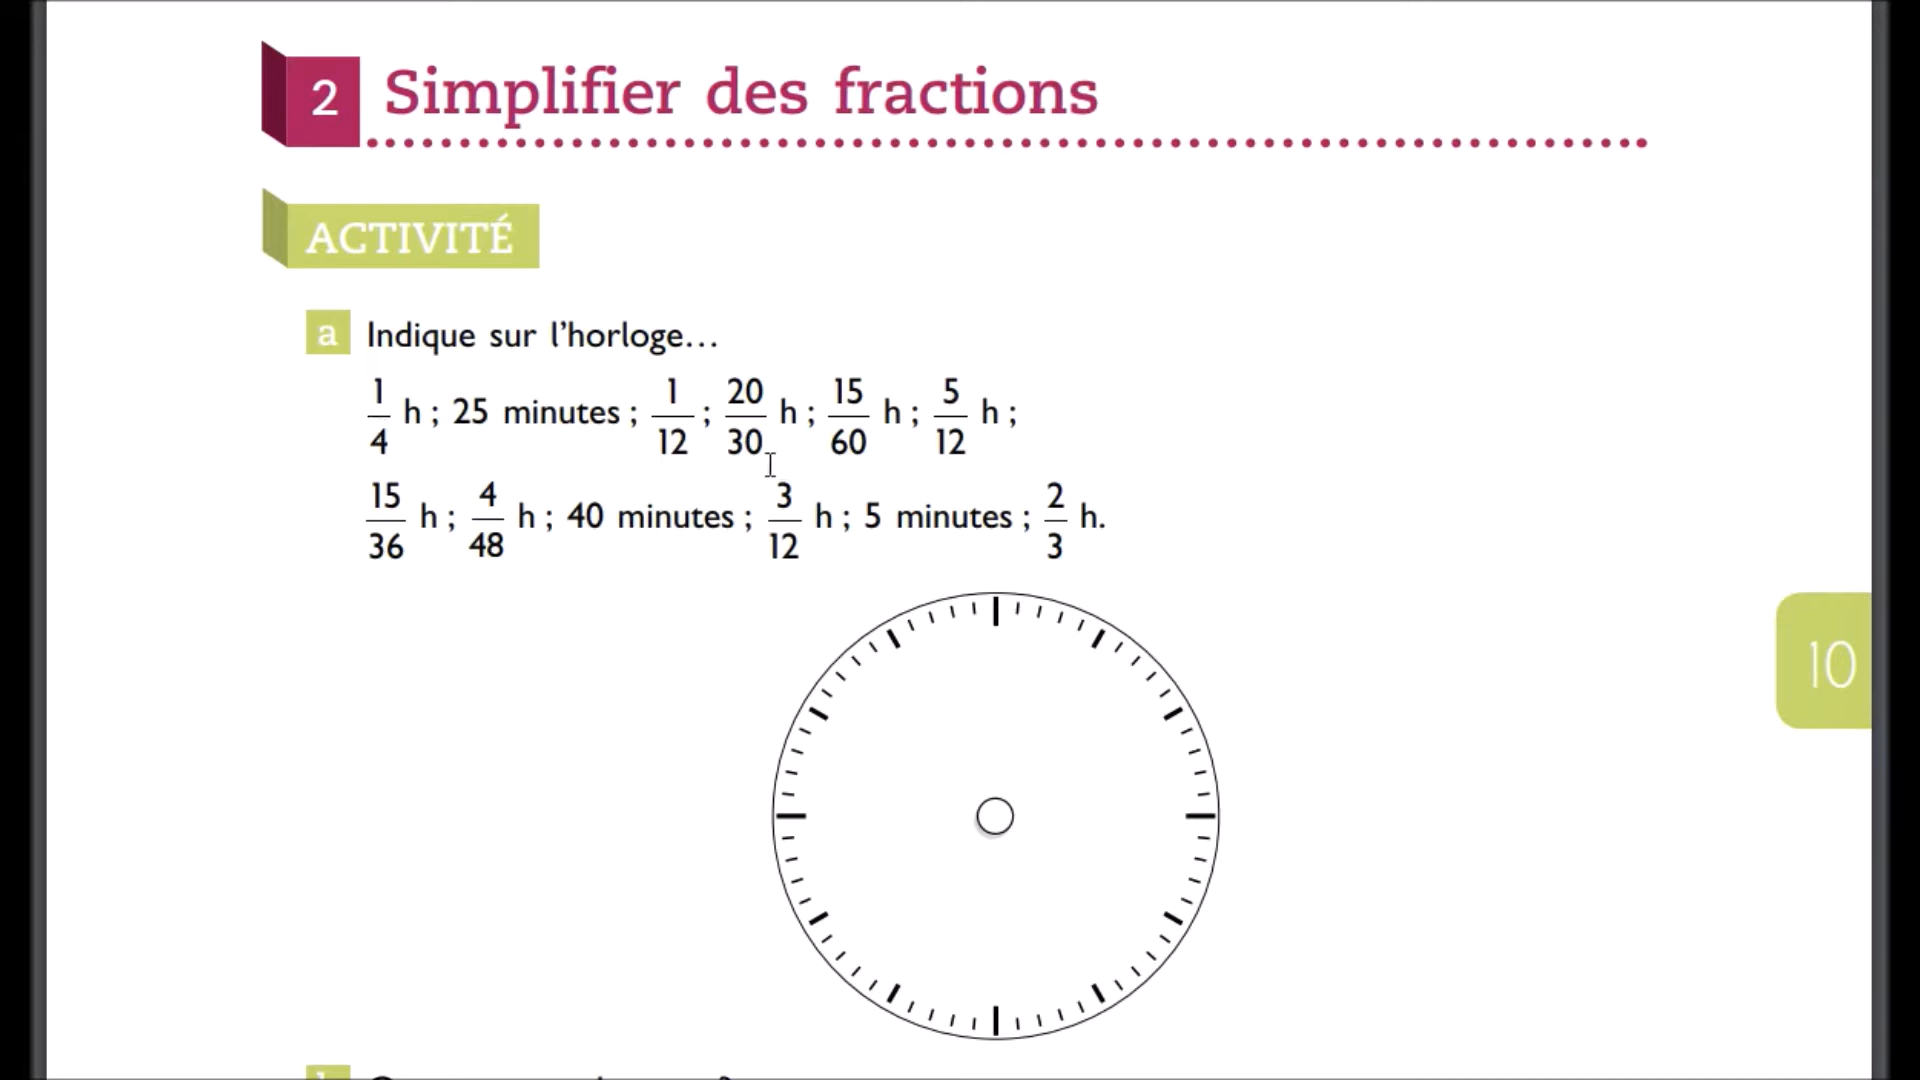 2 Simplifier des fractions
ACTIVITÉ
a Indique sur l'horloge…
1/4 h ; 25 minutes ; 1/12 ; 20/30 h ; 15/60 h ; 5/12 h ;
15/36 h ; 4/48 h ; 40 minutes ; 3/12 h ; 5 minutes ; 2/3 h.
10